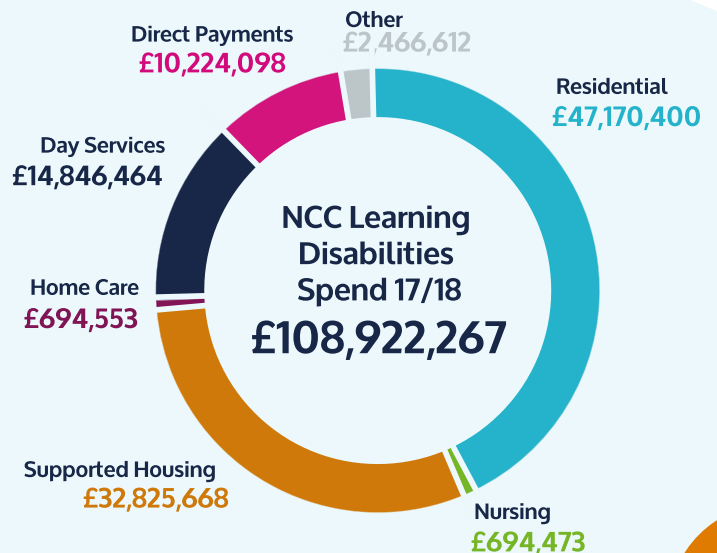 Other
£2,466,612
Direct Payments
£10,224,098
Residential
£47,170,400
Day Services
£14,846,464
NCC Learning
Disabilities
Spend 17/18
£108,922,267
Home Care
£694,553
Supported Housing
£32,825,668
Nursing
£694,473